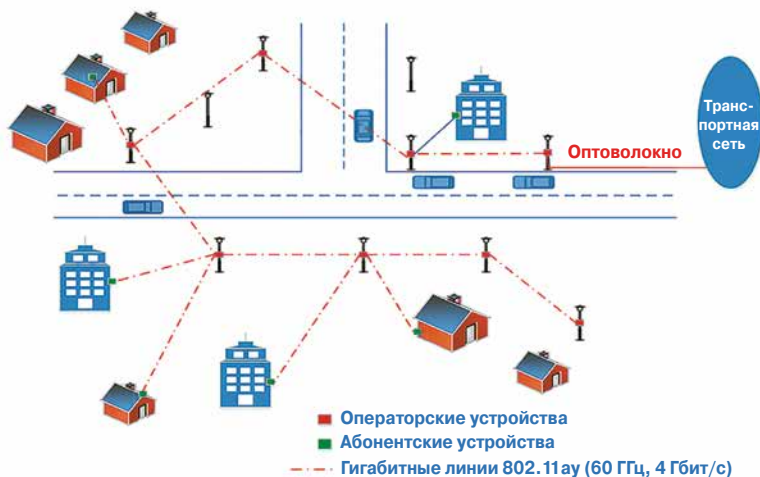 Транс-
портная
сеть
Оптоволокно
Операторские устройства
Абонентские устройства
Гигабитные линии 802.11ay (60 ГГц, 4 Гбит/с)